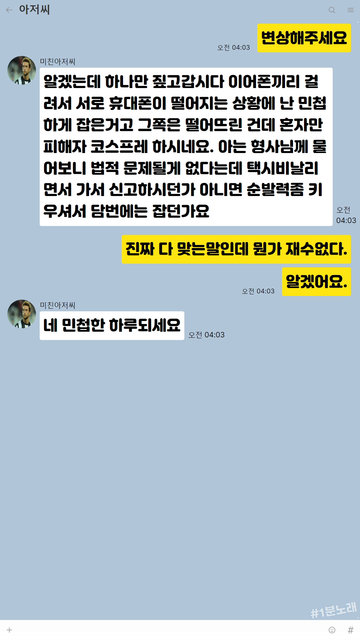 아저씨
변상해주세요
오전 04:03
미친아저씨
알겠는데 하나만 짚고갑시다 이어폰끼리 걸
려서 서로 휴대폰이 떨어지는 상황에 난 민첩
하게 잡은거고 그쪽은 떨어뜨린 건데 혼자만
피해자 코스프레 하시네요. 아는 형사님께 물
어보니 법적 문제될게 없다는데 택시비날리
면서 가서 신고하시던가 아니면 순발력좀 키
우셔서 담번에는 잡던가요
오전
04:03
진짜 다 맞는말인데 뭔가 재수없다.
알겠어요.
오전 04:03
미친아저씨
네 민첩한 하루되세요
오전 04:03
#1분노래
#